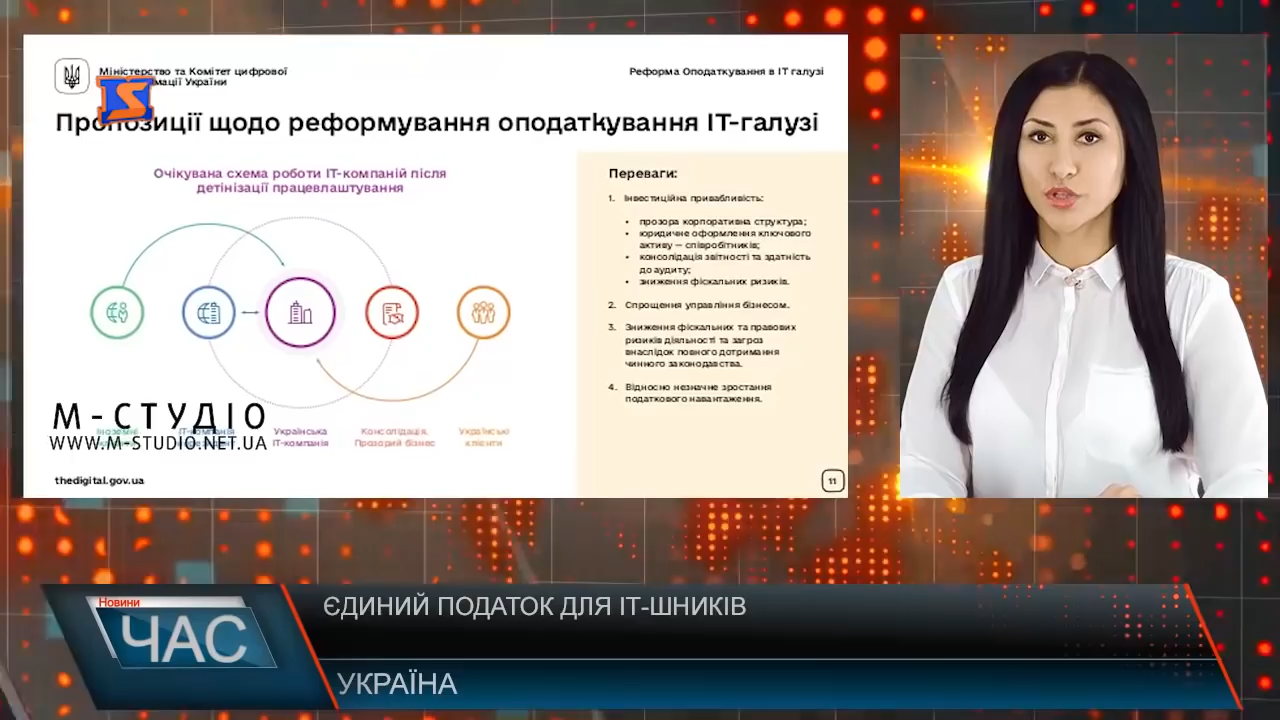 Міністерство та Комітет цифрової
мації України
Реформа Оподаткування в ІТ галузі
Пропозиції щодо реформування оподаткування ІТ-галузі
Очікувана схема роботи ІТ-компаній після
детінізації працевлаштування
Переваги:
1. Інвестиційна привабливість:
• прозора корпоративна структура;
• юридичне оформлення ключового
активу — співробітників;
• консолідація звітності та здатність
до аудиту;
• зниження фіскальних ризиків.
2. Спрощення управління бізнесом.
3. Зниження фіскальних та правових
ризиків діяльності та загроз
внаслідок повного дотримання
чинного законодавства.
4. Відносно незначне зростання
податкового навантаження.
М-СТУДІО
WWW.M-STUDIO.NET.UA
Українська
ІТ-компанія
Консолідація,
Прозорий бізнес
Українські
клієнти
thedigital.gov.ua
11
Новини
ЧАС
ЄДИНИЙ ПОДАТОК ДЛЯ ІТ-ШНИКІВ
УКРАЇНА